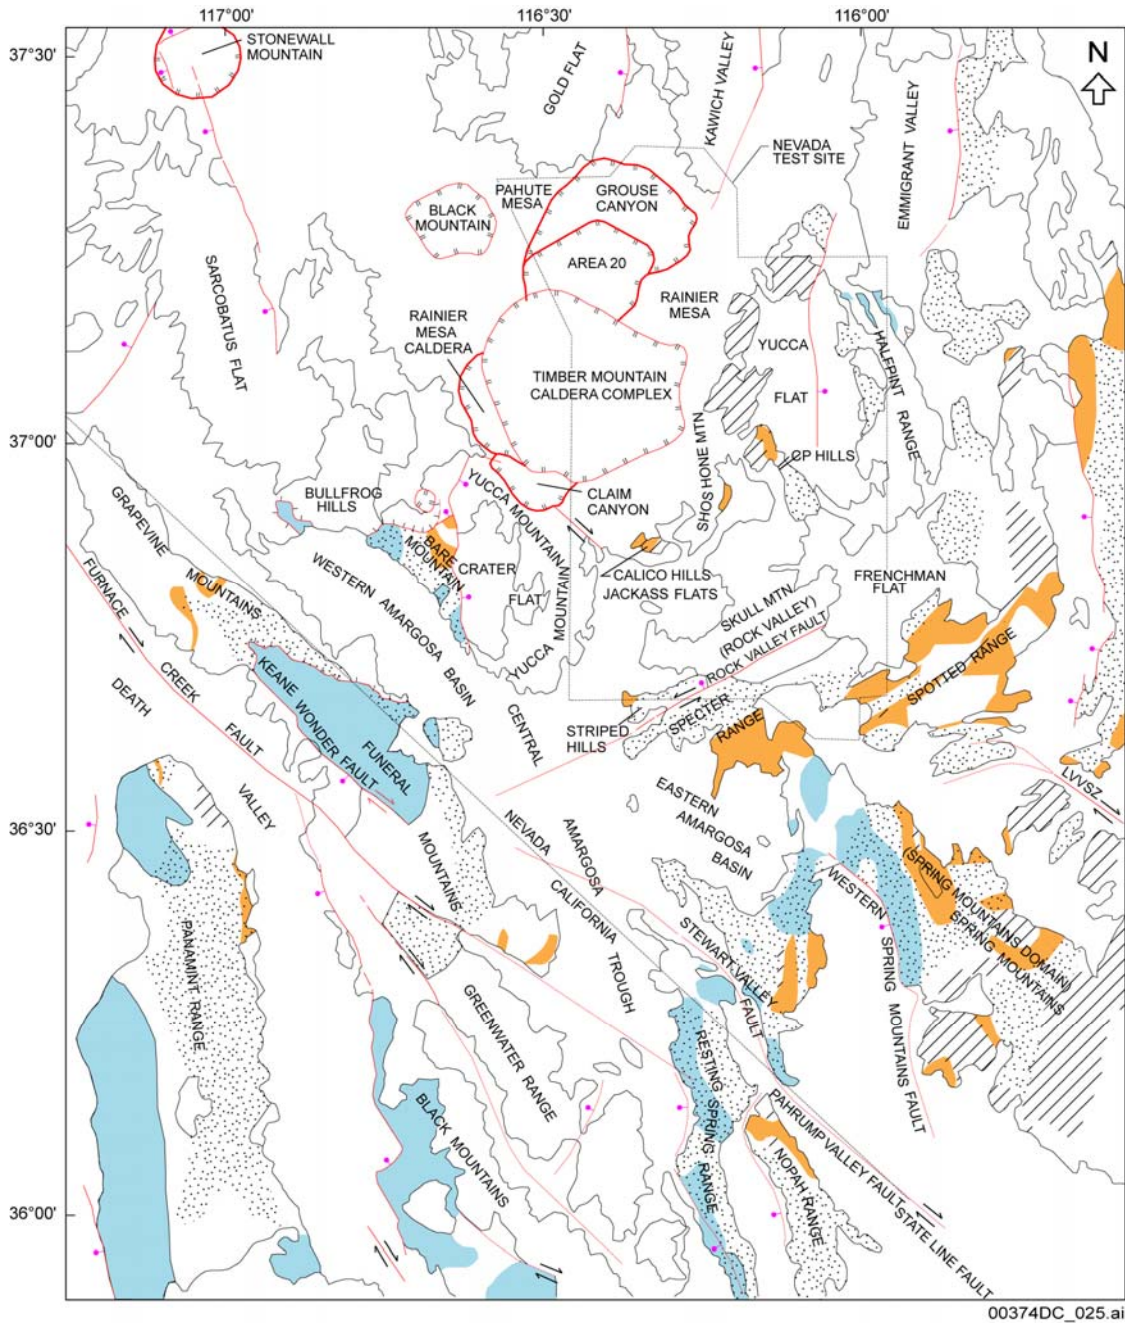 117°00'
116°30'
116°00'
37°30'
37°00'
36°30'
36°00'
N
STONEWALL
MOUNTAIN
GOLD FLAT
KAWICH VALLEY
EMMIGRANT VALLEY
NEVADA
TEST SITE
PAHUTE
MESA
GROUSE
CANYON
BLACK
MOUNTAIN
AREA 20
SARCOBATUS FLAT
RAINIER
MESA
CALDERA
RAINIER
MESA
YUCCA
FLAT
HALFPINT RANGE
TIMBER MOUNTAIN
CALDERA COMPLEX
SHOSHONE MTN
CP HILLS
GRAPEVINE
MOUNTAINS
BULLFROG
HILLS
YUCCA MOUNTAIN
CLAIM
CANYON
BARE
MOUNTAIN
CRATER
FLAT
YUCCA MOUNTAIN
CALICO HILLS
JACKASS FLATS
FRENCHMAN
FLAT
WESTERN AMARGOSA BASIN
SKULL MTN
(ROCK VALLEY)
ROCK VALLEY FAULT
FURNACE
CREEK
FAULT
DEATH
VALLEY
KEANE WONDER FAULT
FUNERAL
MOUNTAINS
CENTRAL
STRIPED
HILLS
SPECTER
RANGE
SPOTTED RANGE
LVVSZ
EASTERN
AMARGOSA
BASIN
NEVADA
CALIFORNIA
AMARGOSA
TROUGH
WESTERN
SPRING
MOUNTAINS FAULT
(SPRING MOUNTAINS DOMAIN)
SPRING MOUNTAINS
STEWART VALLEY
FAULT
PANAMINT RANGE
GREENWATER RANGE
RESTING SPRING RANGE
BLACK MOUNTAINS
NOPAH RANGE
PAHRUMP VALLEY FAULT
STATE LINE FAULT
00374DC_025.ai